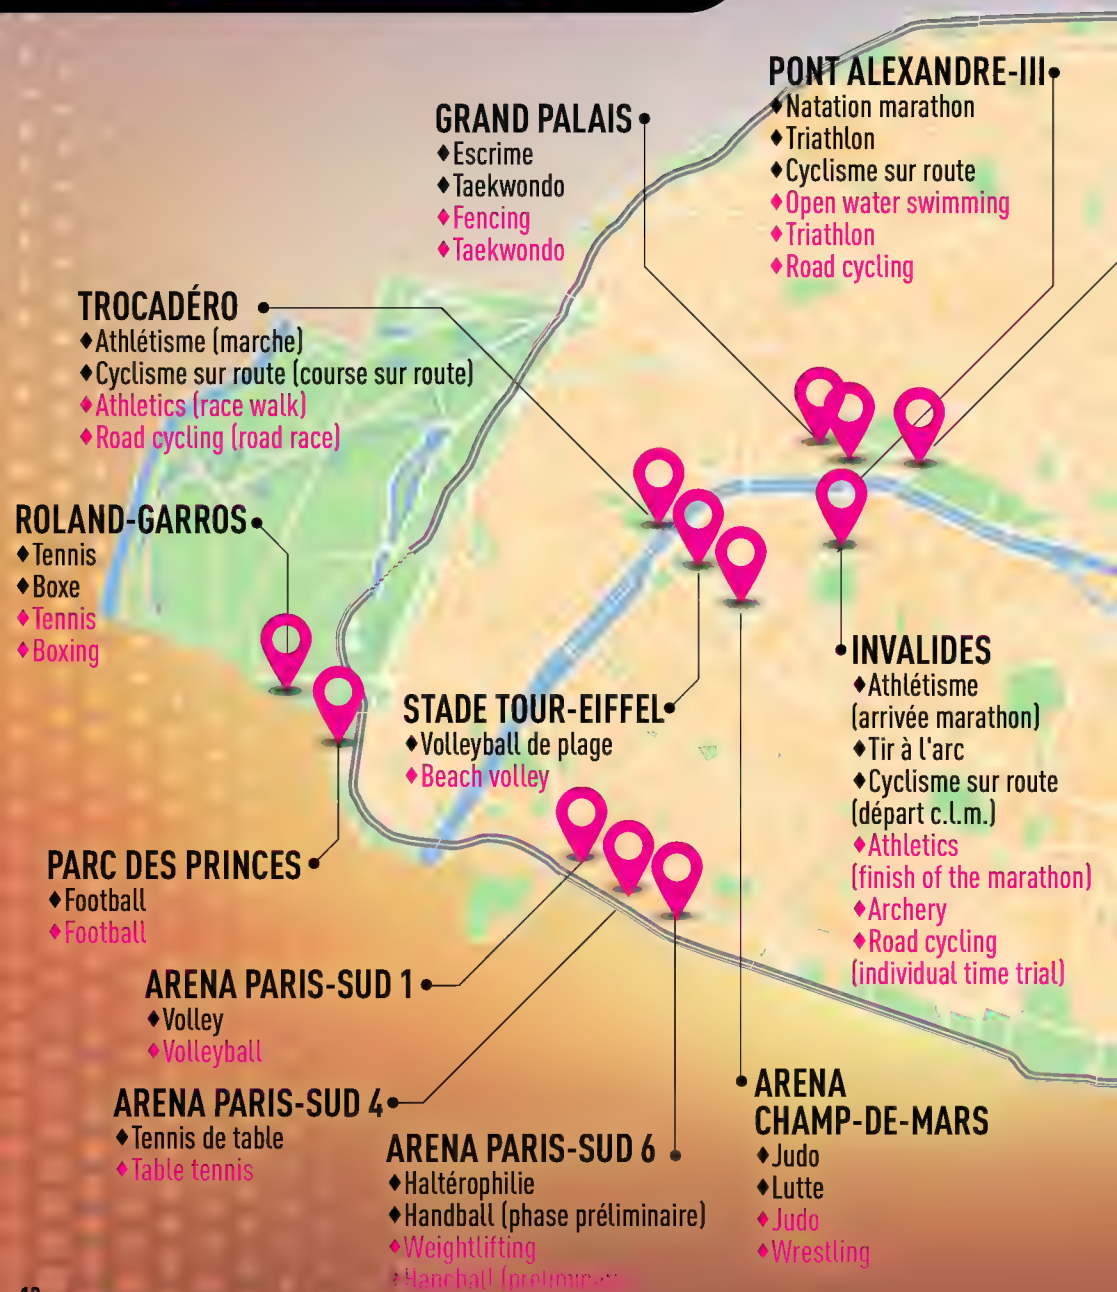 PONT ALEXANDRE-III
♦Natation marathon
♦Triathlon
♦Cyclisme sur route
♦Open water swimming
♦Triathlon
♦Road cycling
GRAND PALAIS
♦Escrime
♦Taekwondo
♦Fencing
♦Taekwondo
TROCADÉRO
♦Athlétisme (marche)
♦Cyclisme sur route (course sur route)
♦Athletics (race walk)
♦Road cycling (road race)
ROLAND-GARROS
♦Tennis
♦Boxe
♦Tennis
♦Boxing
INVALIDES
♦Athlétisme
(arrivée marathon)
♦Tir à l'arc
♦Cyclisme sur route
(départ c.l.m.)
♦Athletics
(finish of the marathon)
♦Archery
♦Road cycling
(individual time trial)
STADE TOUR-EIFFEL
♦Volleyball de plage
♦Beach volley
PARC DES PRINCES
♦Football
♦Football
ARENA PARIS-SUD 1
♦Volley
♦Volleyball
ARENA PARIS-SUD 4
♦Tennis de table
♦Table tennis
ARENA PARIS-SUD 6
♦Haltérophilie
♦Handball (phase préliminaire)
♦Weightlifting
ARENA
CHAMP-DE-MARS
♦Judo
♦Lutte
♦Judo
♦Wrestling